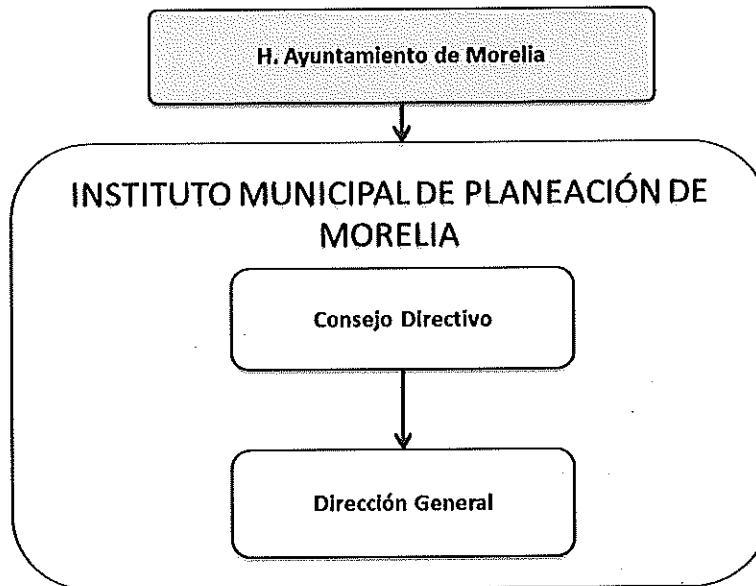 H. Ayuntamiento de Morelia
INSTITUTO MUNICIPAL DE PLANEACIÓN DE
MORELIA
Consejo Directivo
Dirección General